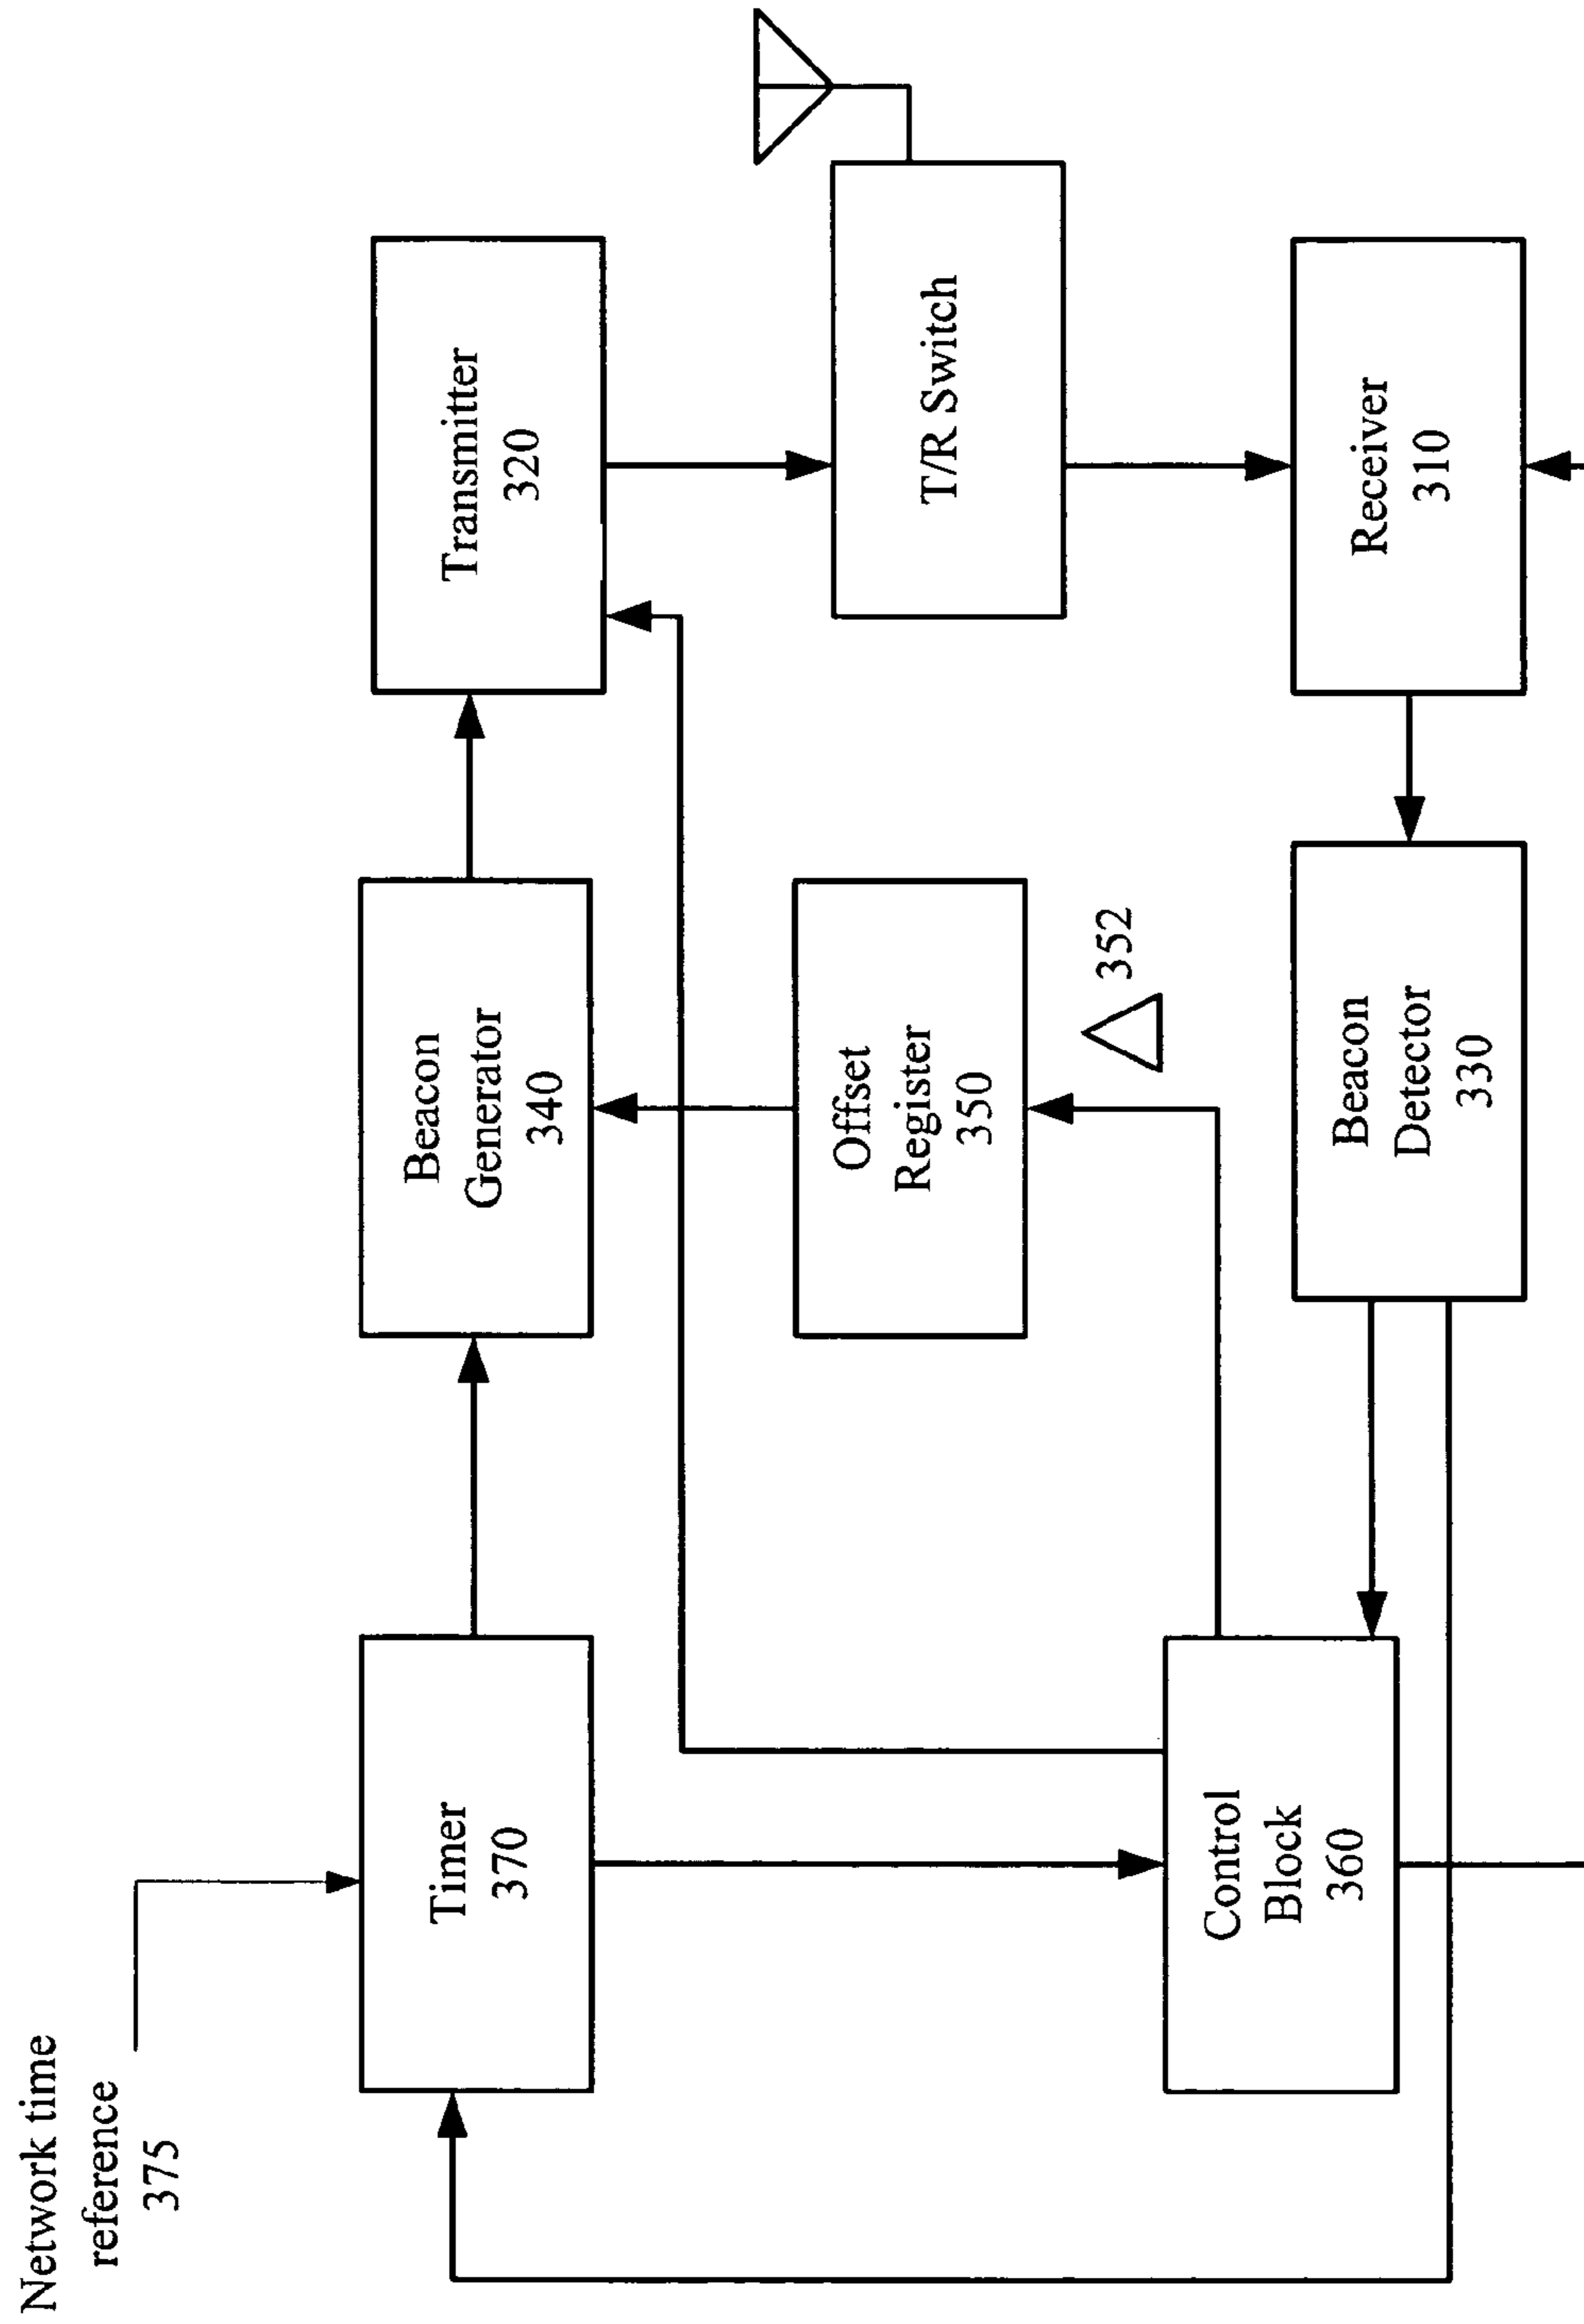 Network time
reference
375
Timer
370
Beacon
Generator
340
Transmitter
320
Offset
Register
350
T/R Switch
352
Control
Block
360
Beacon
Detector
330
Receiver
310